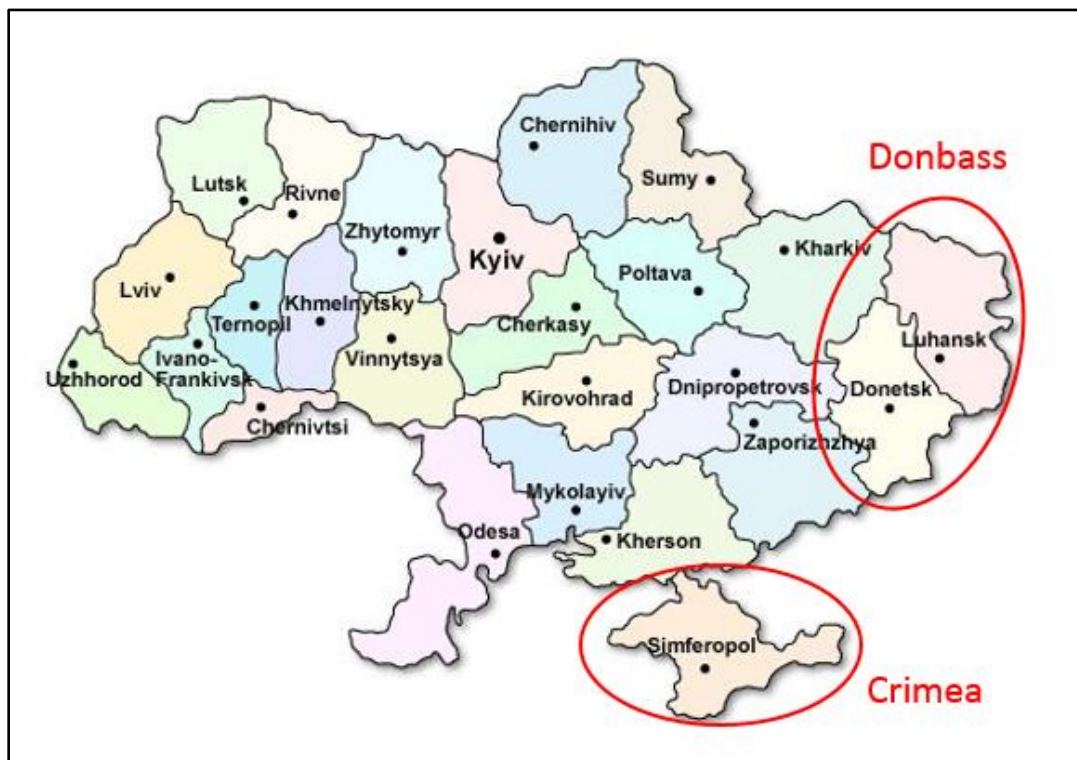 Chernihiv
Donbass
Sumy
Lutsk
Rivne
Zhytomyr
Kyiv
Kharkiv
Poltava
Lviv
Khmelnytsky
Ternopil
Cherkasy
Ivano-
Frankivsk
Vinnytsya
Luhansk
Uzhhorod
Dnipropetrovsk
Donetsk
Kirovohrad
Chernivtsi
Zaporizhzhya
Mykolayiv
Odesa
Kherson
Simferopol
Crimea